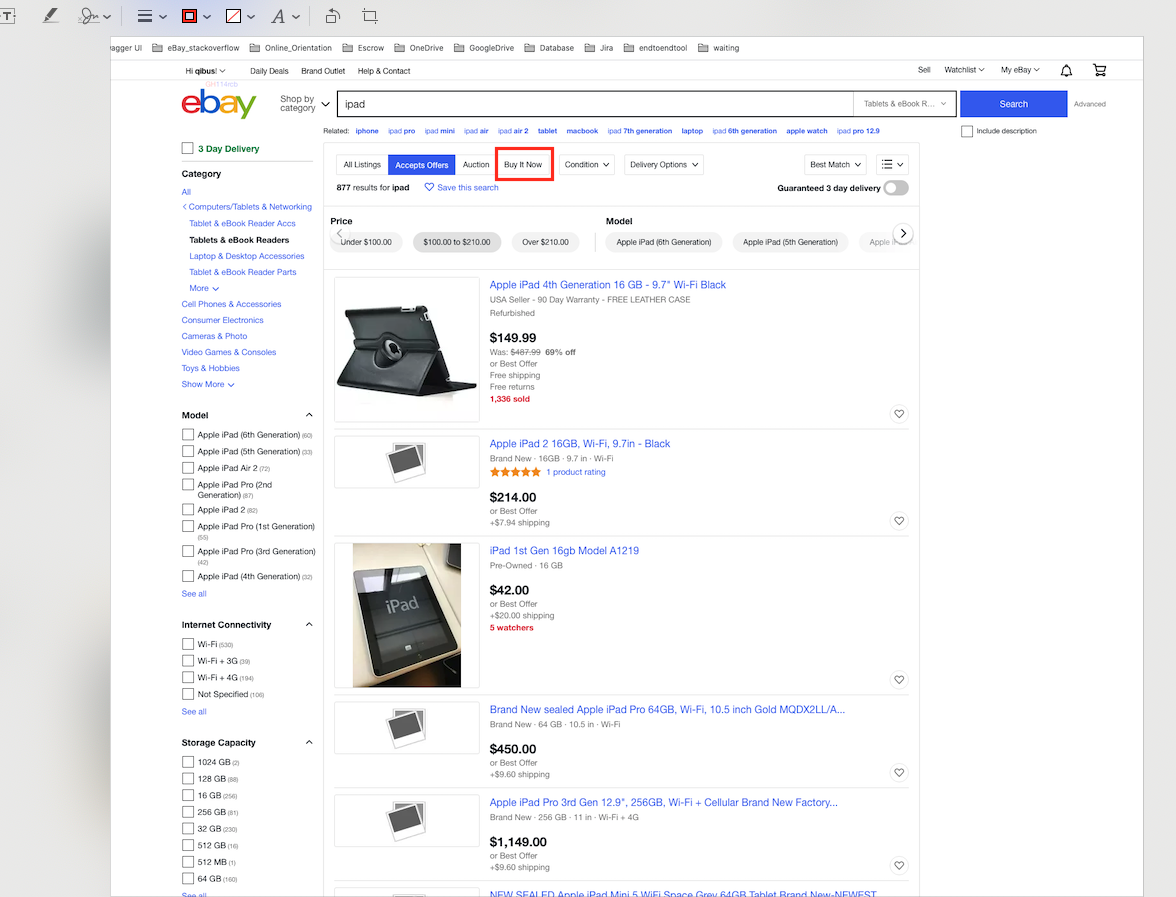 T
A
agger UI eBay_stackoverflow Online_Orientation Escrow OneDrive GoogleDrive Database Jira endtoendtool waiting
Hi qibus! Daily Deals Brand Outlet Help & Contact Sell Watchlist My eBay
ebay Shop by category ipad Tablets & eBook R... Search Advanced
Related: iphone ipad pro ipad mini ipad air ipad air 2 tablet macbook ipad 7th generation laptop ipad 6th generation apple watch ipad pro 12.9 Include description
3 Day Delivery
Category
All
Computers/Tablets & Networking
Tablet & eBook Reader Accs
Tablets & eBook Readers
Laptop & Desktop Accessories
Tablet & eBook Reader Parts
More
Cell Phones & Accessories
Consumer Electronics
Cameras & Photo
Video Games & Consoles
Toys & Hobbies
Show More
Model
Apple iPad (6th Generation) (60)
Apple iPad (5th Generation) (33)
Apple iPad Air 2 (72)
Apple iPad Pro (2nd
Generation) (87)
Apple iPad 2 (82)
Apple iPad Pro (1st Generation)
(55)
Apple iPad Pro (3rd Generation)
(42)
Apple iPad (4th Generation) (32)
See all
Internet Connectivity
Wi-Fi (530)
Wi-Fi + 3G (39)
Wi-Fi + 4G (194)
Not Specified (106)
See all
Storage Capacity
1024 GB (2)
128 GB (88)
16 GB (256)
256 GB (81)
32 GB (230)
512 GB (16)
512 MB (1)
64 GB (160)
See all
All Listings Accepts Offers Auction Buy It Now Condition Delivery Options Best Match
877 results for ipad Save this search Guaranteed 3 day delivery
Price Model
Under $100.00 $100.00 to $210.00 Over $210.00 Apple iPad (6th Generation) Apple iPad (5th Generation) Apple
Apple iPad 4th Generation 16 GB - 9.7" Wi-Fi Black
USA Seller - 90 Day Warranty - FREE LEATHER CASE
Refurbished
$149.99
Was: $487.99 69% off
or Best Offer
Free shipping
Free returns
1,336 sold
Apple iPad 2 16GB, Wi-Fi, 9.7in - Black
Brand New · 16GB · 9.7 in · Wi-Fi
1 product rating
$214.00
or Best Offer
+$7.94 shipping
iPad 1st Gen 16gb Model A1219
Pre-Owned · 16 GB
iPad
$42.00
or Best Offer
+$20.00 shipping
5 watchers
Brand New sealed Apple iPad Pro 64GB, Wi-Fi, 10.5 inch Gold MQDX2LL/A...
Brand New · 64 GB · 10.5 in · Wi-Fi
$450.00
or Best Offer
+$9.60 shipping
Apple iPad Pro 3rd Gen 12.9", 256GB, Wi-Fi + Cellular Brand New Factory...
Brand New · 256 GB · 11 in · Wi-Fi + 4G
$1,149.00
or Best Offer
+$9.60 shipping
NEW SEALED Apple iPad Mini 5 WiFi Space Grey 64GB Tablet Brand New-NEWEST